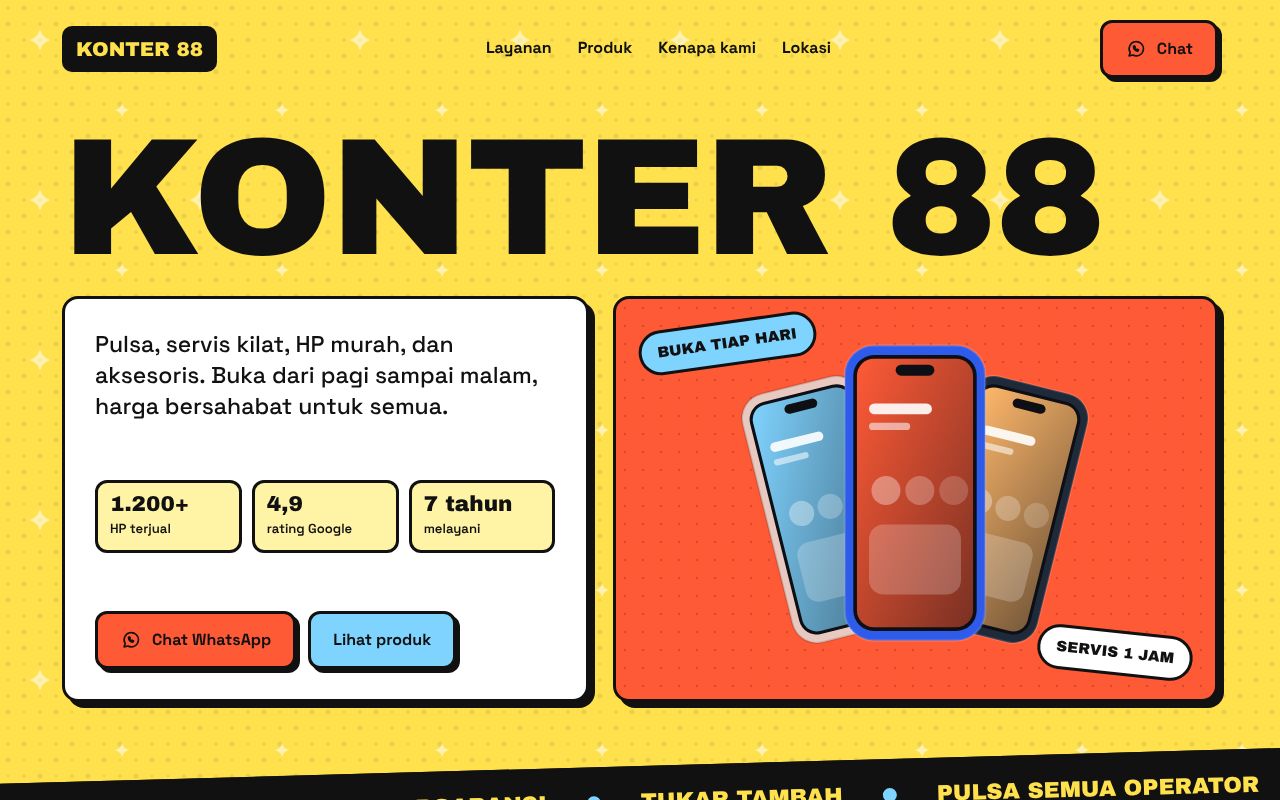 KONTER 88
Layanan
Produk
Kenapa kami
Lokasi
Chat
KONTER 88
Pulsa, servis kilat, HP murah, dan
aksesoris. Buka dari pagi sampai malam,
harga bersahabat untuk semua.
1.200+
HP terjual
4,9
rating Google
7 tahun
melayani
Chat WhatsApp
Lihat produk
BUKA TIAP HARI
SERVIS 1 JAM
TUKAR TAMBAH
PULSA SEMUA OPERATOR